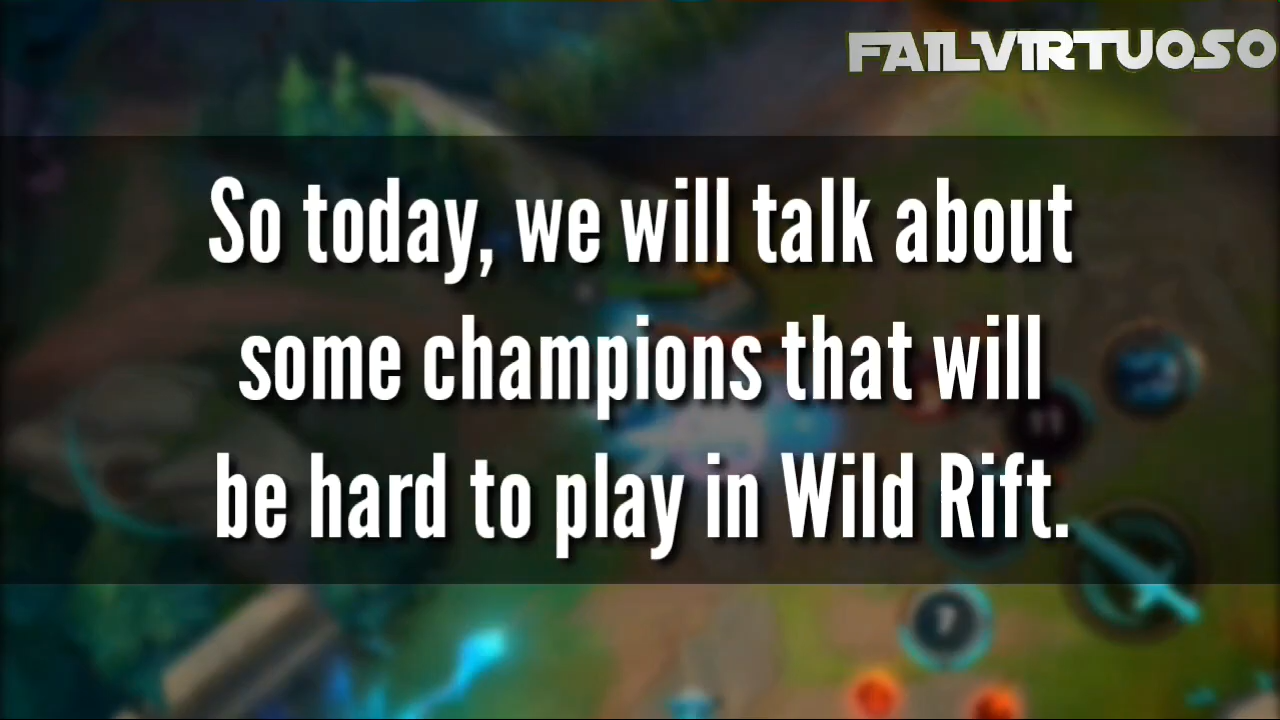 FAILVIRTUOSO
So today, we will talk about
some champions that will
be hard to play in Wild Rift.